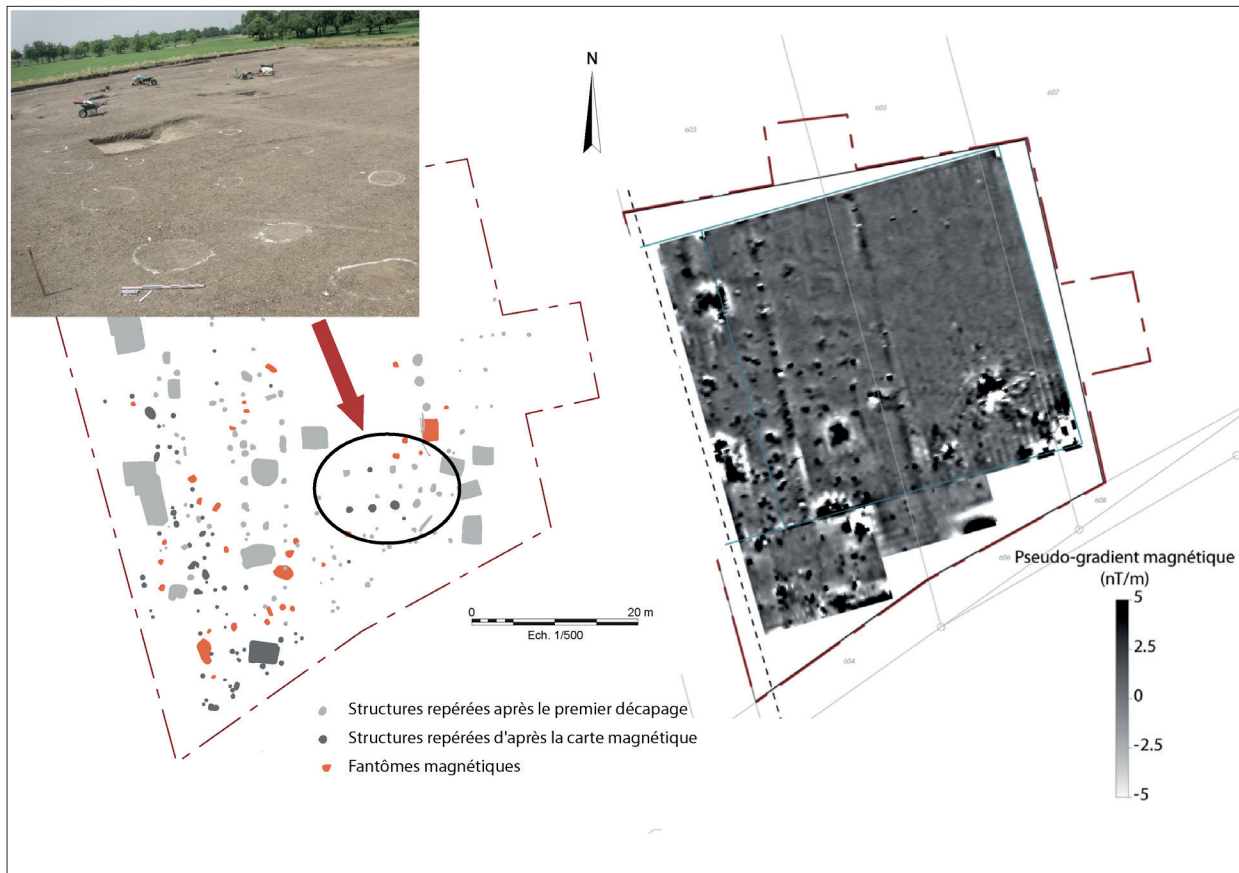 N
603
605
607
0
20 m
Ech. 1/500
Structures repérées après le premier décapage
Structures repérées d'après la carte magnétique
Fantômes magnétiques
608
606
604
Pseudo-gradient magnétique
(nT/m)
5
2.5
0
-2.5
-5